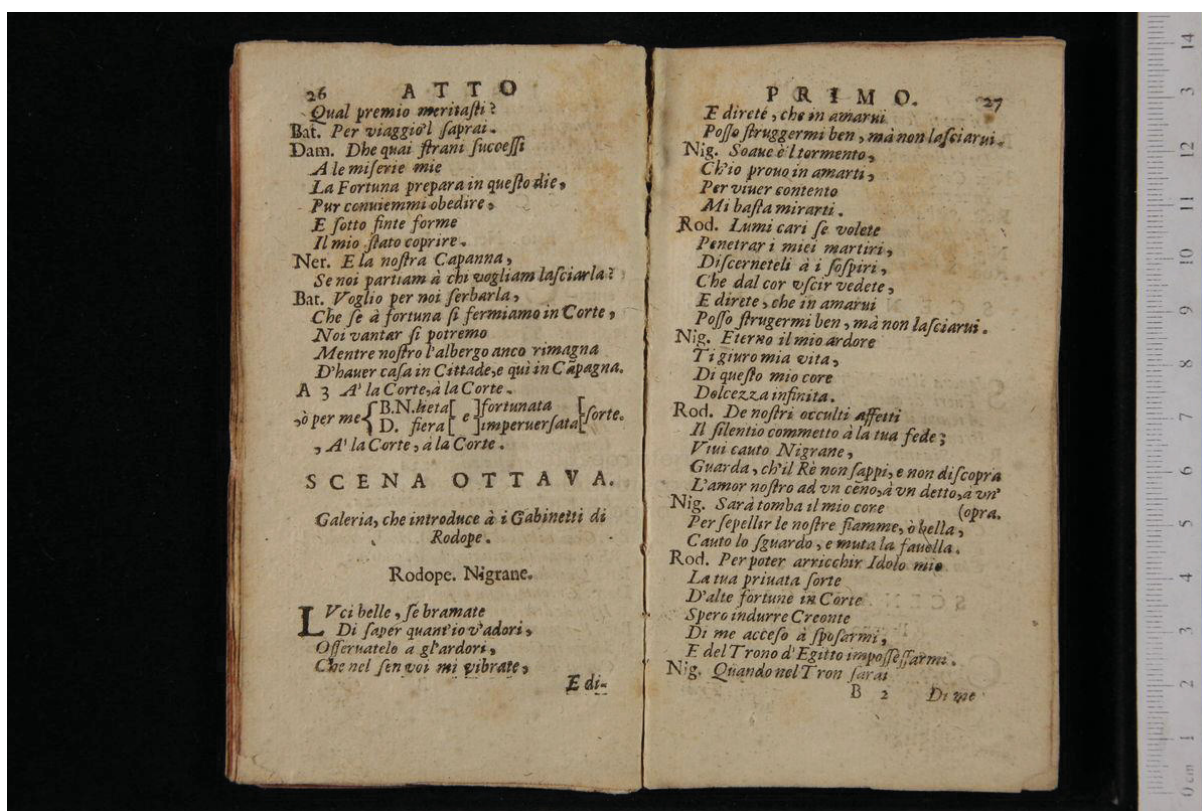 26 ATTO
Qual premio meritaſti?
Bat. Per viaggio'l ſaprai.
Dam. Dhe quai ſtrani ſucoeſſi
A le miſerie mie
La Fortuna prepara in queſto die,
Pur conuiemmi obedire,
E ſotto finte forme
Il mio ſtato coprire.
Ner. E la noſtra Capanna,
Se noi partiam à chi vogliam laſciarla?
Bat. Voglio per noi ſerbarla,
Che ſe à fortuna ſi fermiamo in Corte,
Noi vantar ſi potremo
Mentre noſtro l'albergo anco rimagna
D'hauer caſa in Cittade, e quì in Cãpagna.
A 3 A' la Corte, à la Corte.
,ò per me { B.N. lieta [ e ] fortunata [ ſorte.
D. fiera [ ] imperuerſata [
, A' la Corte, à la Corte.
SCENA OTTAVA.
Galeria, che introduce à i Gabinetti di
Rodope.
Rodope. Nigrane.
LVci belle, ſe bramate
Di ſaper quant'io v'adori,
Oſſeruatelo a gl'ardori,
Che nel ſen voi mi vibrate,
E di-
PRIMO. 27
E direte, che in amarui
Poſſo ſtruggermi ben, mà non laſciarui.
Nig. Soaue è'l tormento,
Ch'io prouo in amarti,
Per viuer contento
Mi baſta mirarti.
Rod. Lumi cari ſe volete
Penetrar i miei martiri,
Diſcerneteli à i ſoſpiri,
Che dal cor vſcir vedete,
E direte, che in amarui
Poſſo ſtrugermi ben, mà non laſciarui.
Nig. Eterno il mio ardore
Ti giuro mia vita,
Di queſto mio core
Dolcezza infinita.
Rod. De noſtri occulti affetti
Il ſilentio commetto à la tua fede;
Viui cauto Nigrane,
Guarda, ch'il Rè non ſappi, e non diſcopra
L'amor noſtro ad vn ceno, à vn detto, a vn'
Nig. Sarà tomba il mio core (opra.
Per ſepellir le noſtre fiamme, ò bella,
Cauto lo ſguardo, e muta la fauella.
Rod. Per poter arricchir Idolo mio
La tua priuata ſorte
D'alte fortune in Corte
Spero indurre Creonte
Di me acceſo à ſpoſarmi,
E del Trono d'Egitto impoſſeſſarmi.
Nig. Quando nel Tron ſarai
B 2 Di me